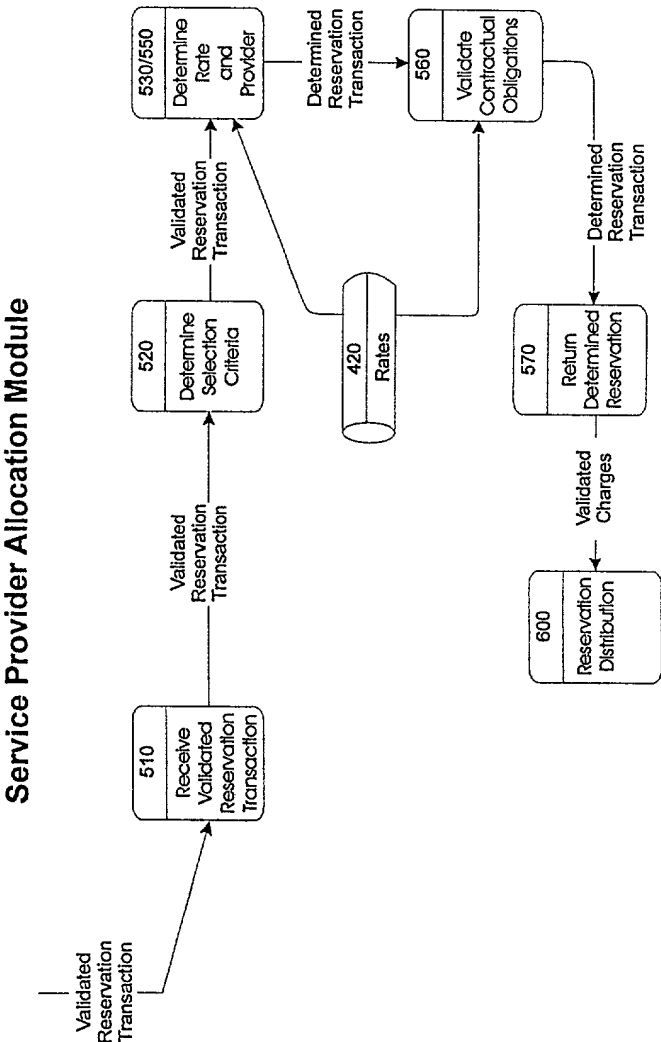 Service Provider Allocation Module
Validated
Reservation
Transaction
510
Receive
Validated
Reservation
Transaction
Validated
Reservation
Transaction
520
Determine
Selection
Criteria
Validated
Reservation
Transaction
530/550
Determine
Rate
and
Provider
Determined
Reservation
Transaction
420
Rates
560
Validate
Contractual
Obligations
Determined
Reservation
Transaction
570
Return
Determined
Reservation
Validated
Charges
600
Reservation
Distribution